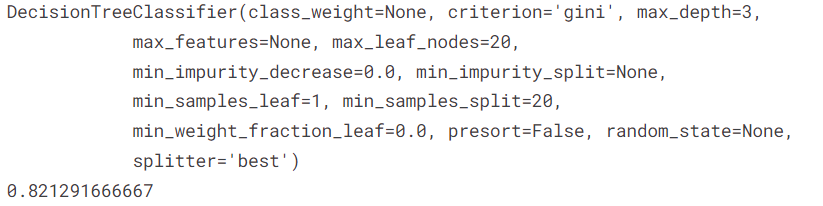 DecisionTreeClassifier(class_weight=None, criterion='gini', max_depth=3,
max_features=None, max_leaf_nodes=20,
min_impurity_decrease=0.0, min_impurity_split=None,
min_samples_leaf=1, min_samples_split=20,
min_weight_fraction_leaf=0.0, presort=False, random_state=None,
splitter='best')
0.821291666667